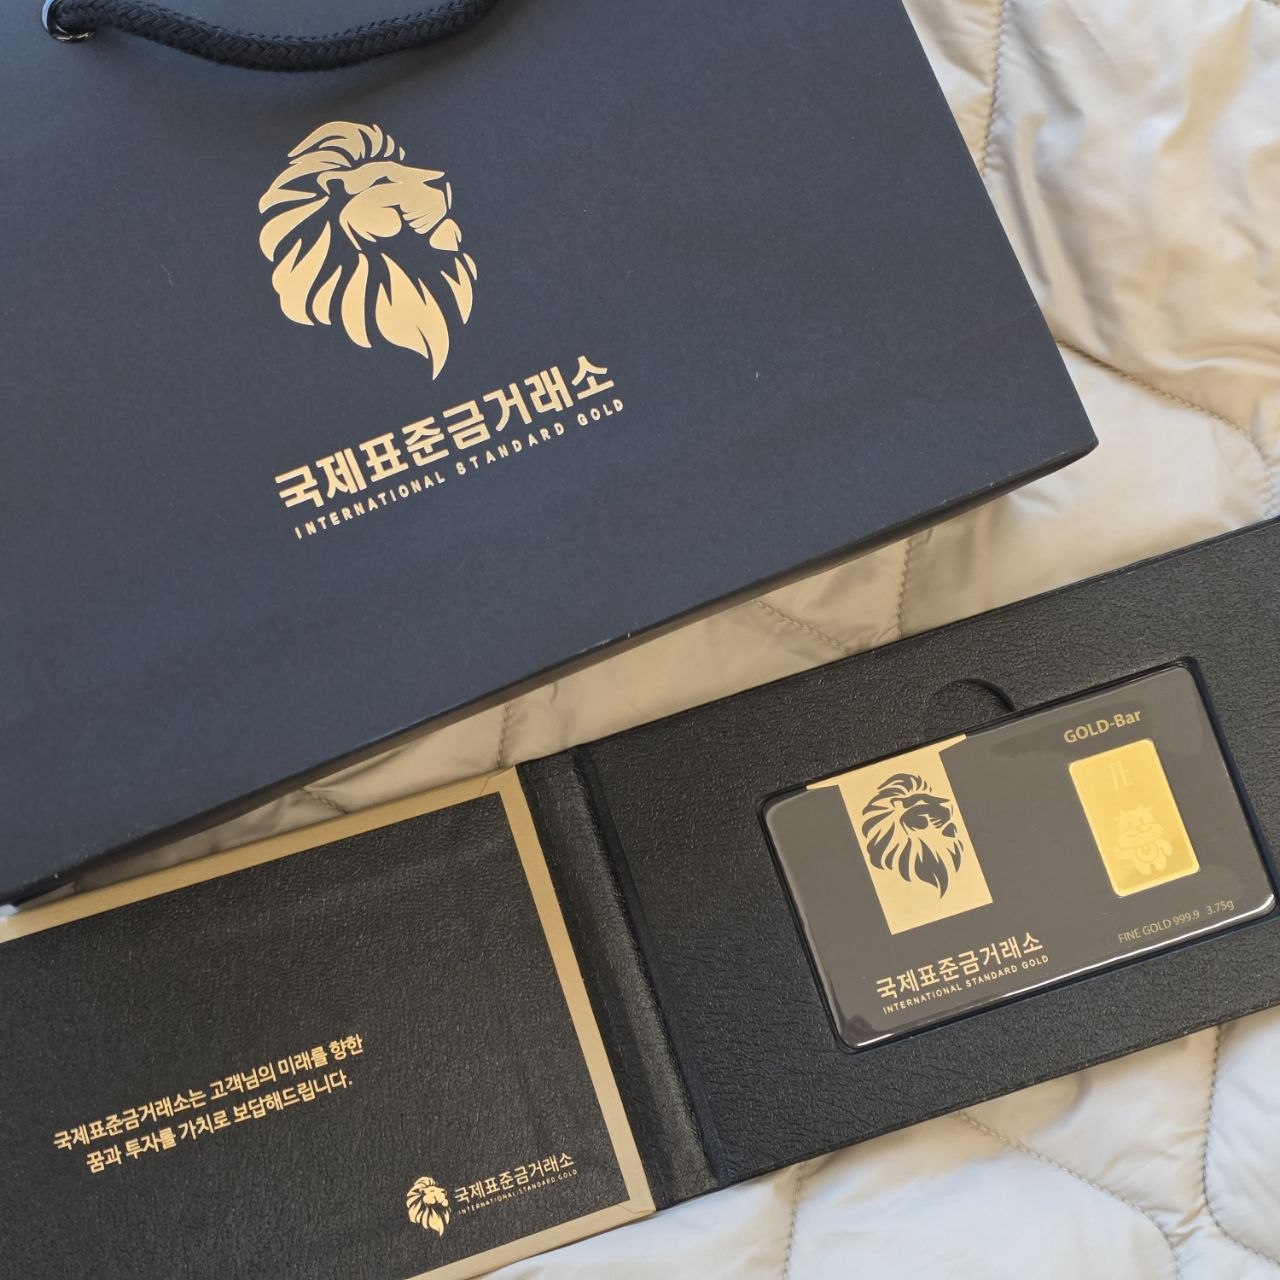 국제표준금거래소
INTERNATIONAL STANDARD GOLD
GOLD-Bar
FINE GOLD 999.9 3.75g
국제표준금거래소
INTERNATIONAL STANDARD GOLD
국제표준금거래소는 고객님의 미래를 향한
꿈과 투자를 가치로 보답해드립니다.
국제표준금거래소
INTERNATIONAL STANDARD GOLD